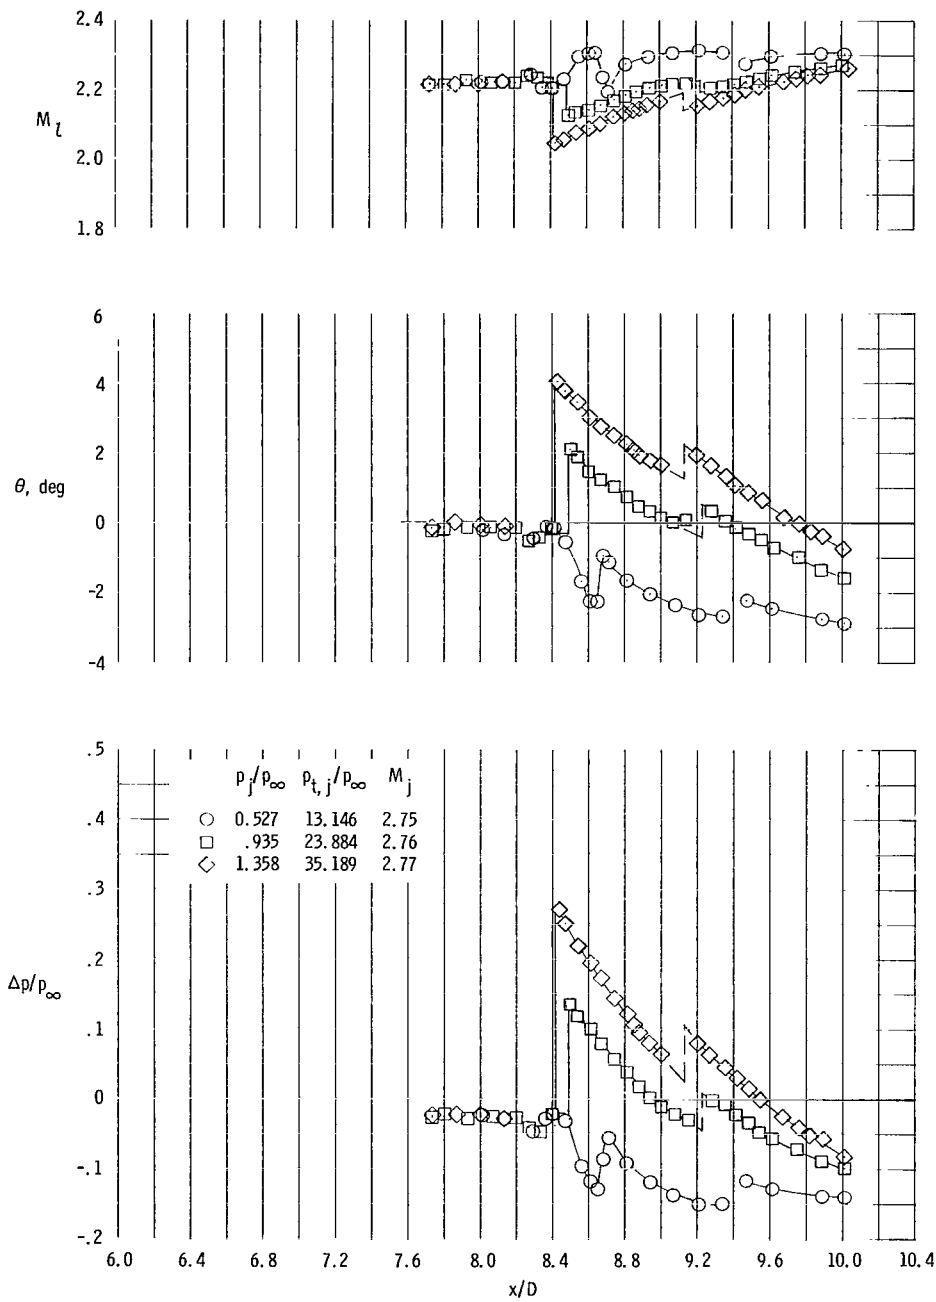 2.4
2.2
M_l
2.0
1.8
6
4
2
θ, deg
0
-2
-4
.5
p_j/p_∞ p_t,j/p_∞ M_j
○ 0.527 13.146 2.75
□ .935 23.884 2.76
◇ 1.358 35.189 2.77
.4
.3
.2
Δp/p_∞
.1
0
-.1
-.2
6.0 6.4 6.8 7.2 7.6 8.0 8.4 8.8 9.2 9.6 10.0 10.4
x/D